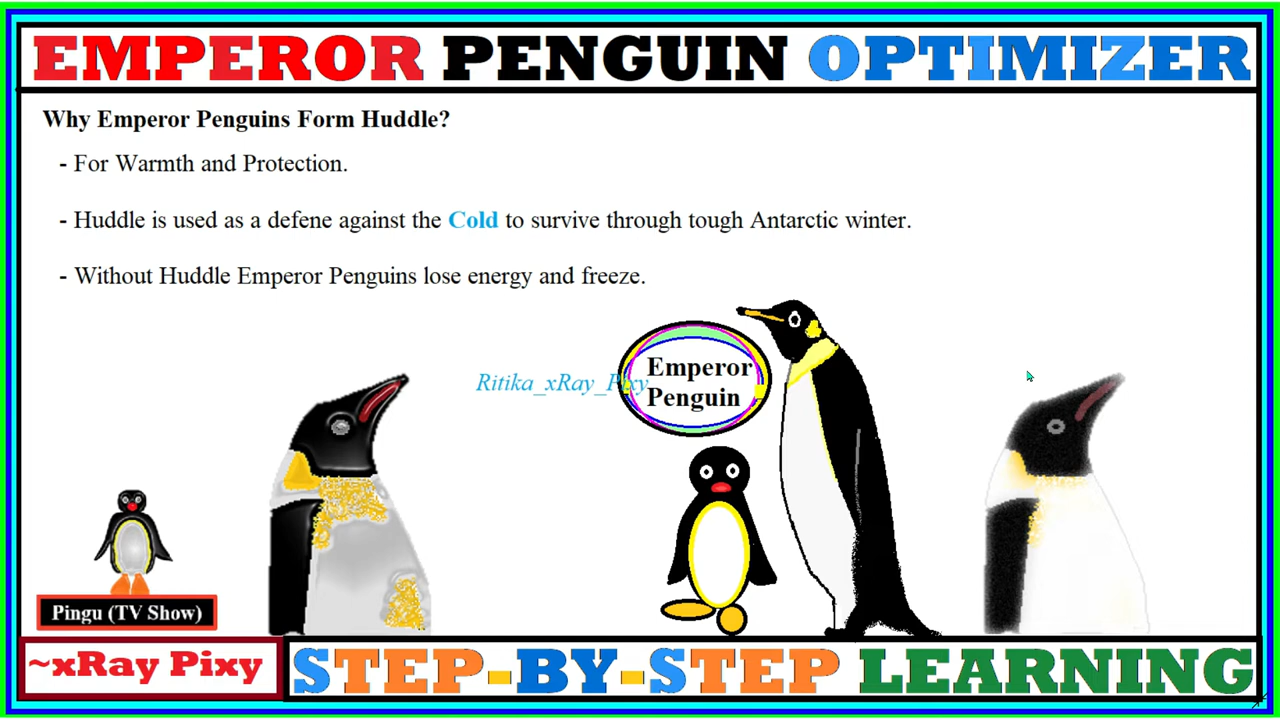 EMPEROR PENGUIN OPTIMIZER
Why Emperor Penguins Form Huddle?
- For Warmth and Protection.
- Huddle is used as a defene against the Cold to survive through tough Antarctic winter.
- Without Huddle Emperor Penguins lose energy and freeze.
Ritika_xRay_Pixy
Emperor
Penguin
Pingu (TV Show)
~xRay Pixy
STEP-BY-STEP LEARNING